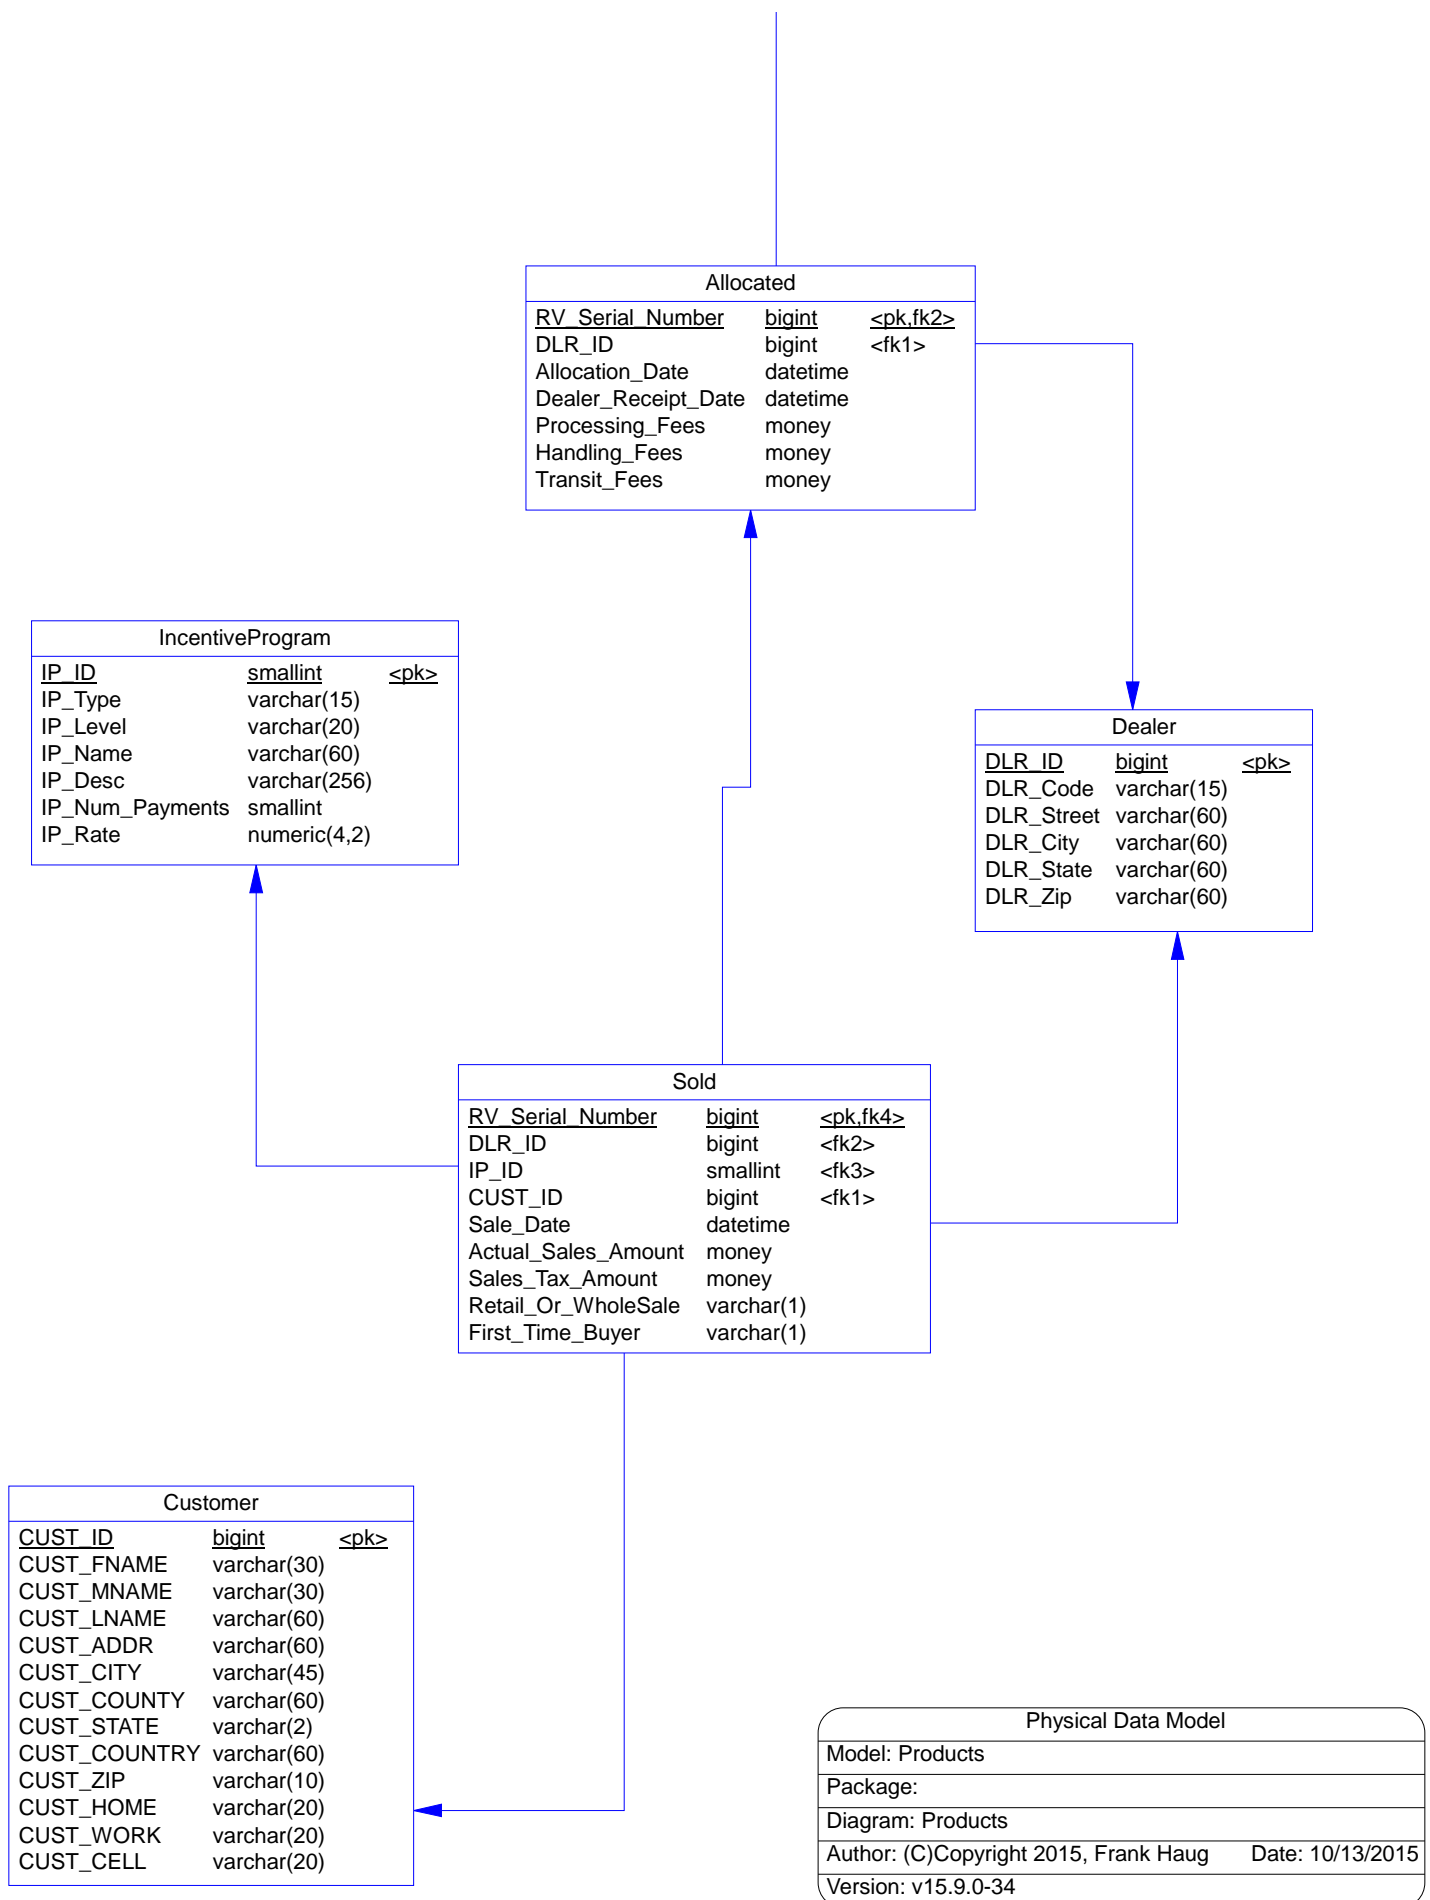 Allocated
RV_Serial_Number bigint <pk,fk2>
DLR_ID bigint <fk1>
Allocation_Date datetime
Dealer_Receipt_Date datetime
Processing_Fees money
Handling_Fees money
Transit_Fees money
IncentiveProgram
IP_ID smallint <pk>
IP_Type varchar(15)
IP_Level varchar(20)
IP_Name varchar(60)
IP_Desc varchar(256)
IP_Num_Payments smallint
IP_Rate numeric(4,2)
Dealer
DLR_ID bigint <pk>
DLR_Code varchar(15)
DLR_Street varchar(60)
DLR_City varchar(60)
DLR_State varchar(60)
DLR_Zip varchar(60)
Sold
RV_Serial_Number bigint <pk,fk4>
DLR_ID bigint <fk2>
IP_ID smallint <fk3>
CUST_ID bigint <fk1>
Sale_Date datetime
Actual_Sales_Amount money
Sales_Tax_Amount money
Retail_Or_WholeSale varchar(1)
First_Time_Buyer varchar(1)
Customer
CUST_ID bigint <pk>
CUST_FNAME varchar(30)
CUST_MNAME varchar(30)
CUST_LNAME varchar(60)
CUST_ADDR varchar(60)
CUST_CITY varchar(45)
CUST_COUNTY varchar(60)
CUST_STATE varchar(2)
CUST_COUNTRY varchar(60)
CUST_ZIP varchar(10)
CUST_HOME varchar(20)
CUST_WORK varchar(20)
CUST_CELL varchar(20)
Physical Data Model
Model: Products
Package:
Diagram: Products
Author: (C)Copyright 2015, Frank Haug Date: 10/13/2015
Version: v15.9.0-34